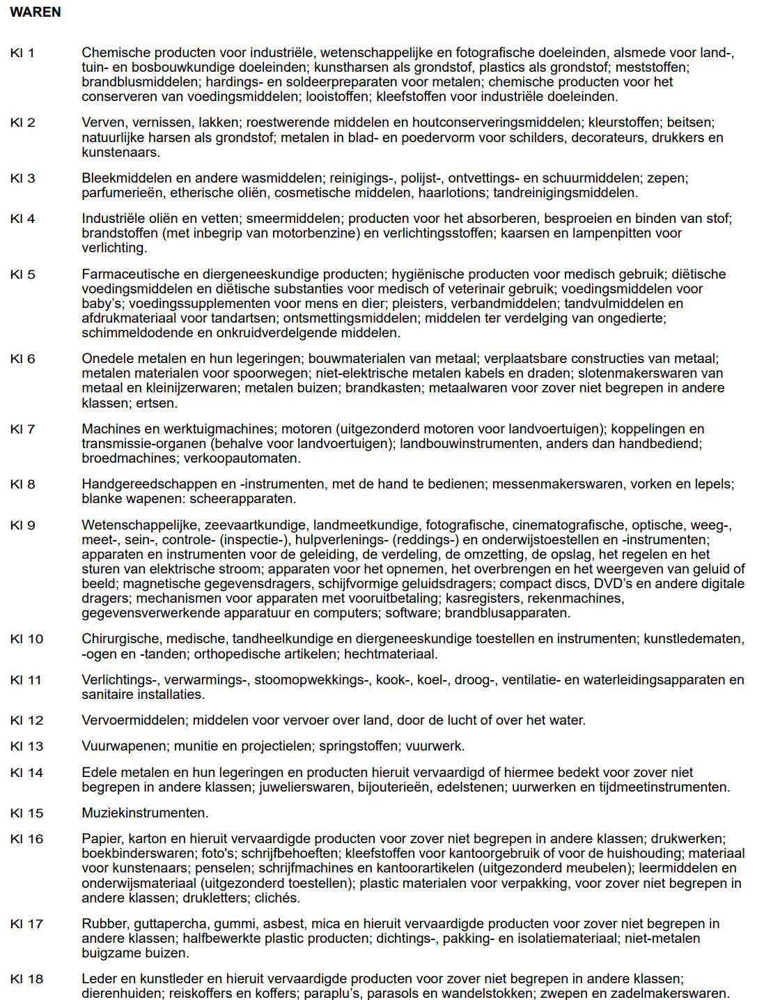 WAREN
Kl 1 Chemische producten voor industriële, wetenschappelijke en fotografische doeleinden, alsmede voor land-,
tuin- en bosbouwkundige doeleinden; kunstharsen als grondstof, plastics als grondstof; meststoffen;
brandblusmiddelen; hardings- en soldeerpreparaten voor metalen; chemische producten voor het
conserveren van voedingsmiddelen; looistoffen; kleefstoffen voor industriële doeleinden.
Kl 2 Verven, vernissen, lakken; roestwerende middelen en houtconserveringsmiddelen; kleurstoffen; beitsen;
natuurlijke harsen als grondstof; metalen in blad- en poedervorm voor schilders, decorateurs, drukkers en
kunstenaars.
Kl 3 Bleekmiddelen en andere wasmiddelen; reinigings-, polijst-, ontvettings- en schuurmiddelen; zepen;
parfumerieën, etherische oliën, cosmetische middelen, haarlotions; tandreinigingsmiddelen.
Kl 4 Industriële oliën en vetten; smeermiddelen; producten voor het absorberen, besproeien en binden van stof;
brandstoffen (met inbegrip van motorbenzine) en verlichtingsstoffen; kaarsen en lampenpitten voor
verlichting.
Kl 5 Farmaceutische en diergeneeskundige producten; hygiënische producten voor medisch gebruik; diëtische
voedingsmiddelen en diëtische substanties voor medisch of veterinair gebruik; voedingsmiddelen voor
baby’s; voedingssupplementen voor mens en dier; pleisters, verbandmiddelen; tandvulmiddelen en
afdrukmateriaal voor tandartsen; ontsmettingsmiddelen; middelen ter verdelging van ongedierte;
schimmeldodende en onkruidverdelgende middelen.
Kl 6 Onedele metalen en hun legeringen; bouwmaterialen van metaal; verplaatsbare constructies van metaal;
metalen materialen voor spoorwegen; niet-elektrische metalen kabels en draden; slotenmakerswaren van
metaal en kleinijzerwaren; metalen buizen; brandkasten; metaalwaren voor zover niet begrepen in andere
klassen; ertsen.
Kl 7 Machines en werktuigmachines; motoren (uitgezonderd motoren voor landvoertuigen); koppelingen en
transmissie-organen (behalve voor landvoertuigen); landbouwinstrumenten, anders dan handbediend;
broedmachines; verkoopautomaten.
Kl 8 Handgereedschappen en -instrumenten, met de hand te bedienen; messenmakerswaren, vorken en lepels;
blanke wapenen: scheerapparaten.
Kl 9 Wetenschappelijke, zeevaartkundige, landmeetkundige, fotografische, cinematografische, optische, weeg-,
meet-, sein-, controle- (inspectie-), hulpverlenings- (reddings-) en onderwijstoestellen en -instrumenten;
apparaten en instrumenten voor de geleiding, de verdeling, de omzetting, de opslag, het regelen en het
sturen van elektrische stroom; apparaten voor het opnemen, het overbrengen en het weergeven van geluid of
beeld; magnetische gegevensdragers, schijfvormige geluidsdragers; compact discs, DVD’s en andere digitale
dragers; mechanismen voor apparaten met vooruitbetaling; kasregisters, rekenmachines,
gegevensverwerkende apparatuur en computers; software; brandblusapparaten.
Kl 10 Chirurgische, medische, tandheelkundige en diergeneeskundige toestellen en instrumenten; kunstledematen,
-ogen en -tanden; orthopedische artikelen; hechtmateriaal.
Kl 11 Verlichtings-, verwarmings-, stoomopwekkings-, kook-, koel-, droog-, ventilatie- en waterleidingsapparaten en
sanitaire installaties.
Kl 12 Vervoermiddelen; middelen voor vervoer over land, door de lucht of over het water.
Kl 13 Vuurwapenen; munitie en projectielen; springstoffen; vuurwerk.
Kl 14 Edele metalen en hun legeringen en producten hieruit vervaardigd of hiermee bedekt voor zover niet
begrepen in andere klassen; juwelierswaren, bijouterieën, edelstenen; uurwerken en tijdmeetinstrumenten.
Kl 15 Muziekinstrumenten.
Kl 16 Papier, karton en hieruit vervaardigde producten voor zover niet begrepen in andere klassen; drukwerken;
boekbinderswaren; foto's; schrijfbehoeften; kleefstoffen voor kantoorgebruik of voor de huishouding; materiaal
voor kunstenaars; penselen; schrijfmachines en kantoorartikelen (uitgezonderd meubelen); leermiddelen en
onderwijsmateriaal (uitgezonderd toestellen); plastic materialen voor verpakking, voor zover niet begrepen in
andere klassen; drukletters; clichés.
Kl 17 Rubber, guttapercha, gummi, asbest, mica en hieruit vervaardigde producten voor zover niet begrepen in
andere klassen; halfbewerkte plastic producten; dichtings-, pakking- en isolatiemateriaal; niet-metalen
buigzame buizen.
Kl 18 Leder en kunstleder en hieruit vervaardigde producten voor zover niet begrepen in andere klassen;
dierenhuiden; reiskoffers en koffers; paraplu’s, parasols en wandelstokken; zwepen en zadelmakerswaren.